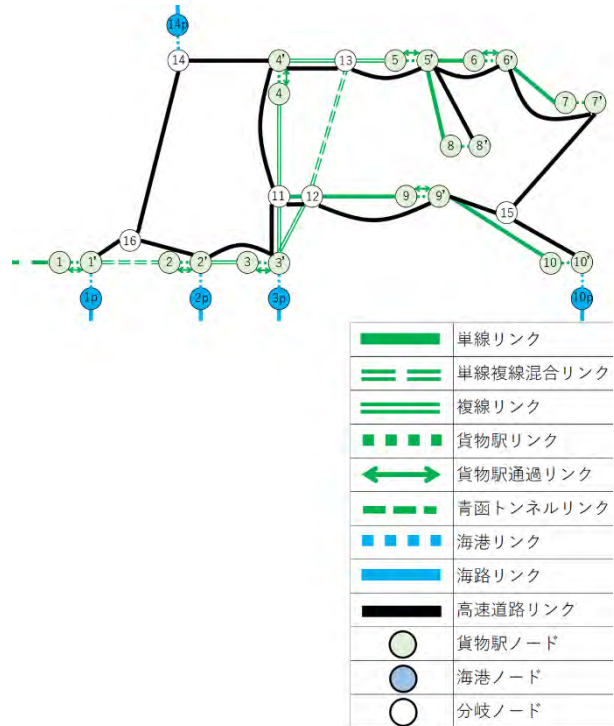 14p
14
4'
13
5
5'
6
6'
4
7
7'
8
8'
11
12
9
9'
15
16
1
1'
2
2'
3
3'
10
10'
1p
2p
3p
10p
単線リンク
単線複線混合リンク
複線リンク
貨物駅リンク
貨物駅通過リンク
青函トンネルリンク
海港リンク
海路リンク
高速道路リンク
貨物駅ノード
海港ノード
分岐ノード